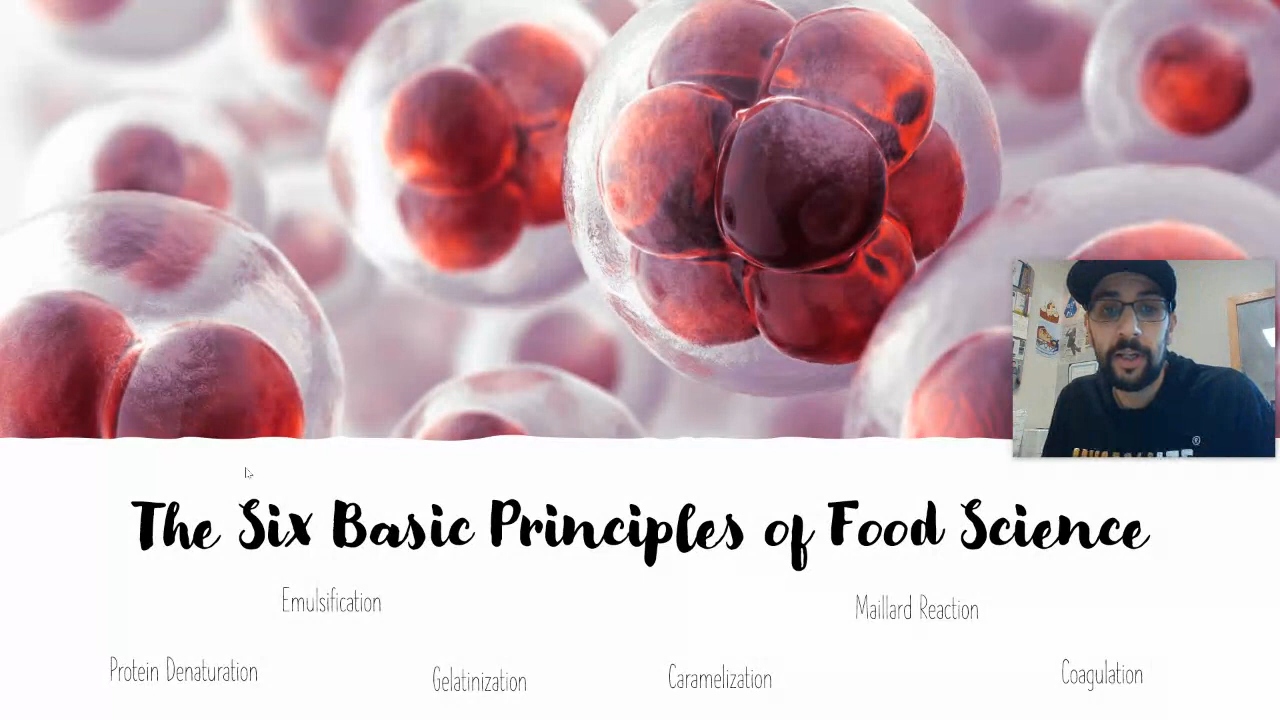 The Six Basic Principles of Food Science
Emulsification
Maillard Reaction
Protein Denaturation
Gelatinization
Caramelization
Coagulation